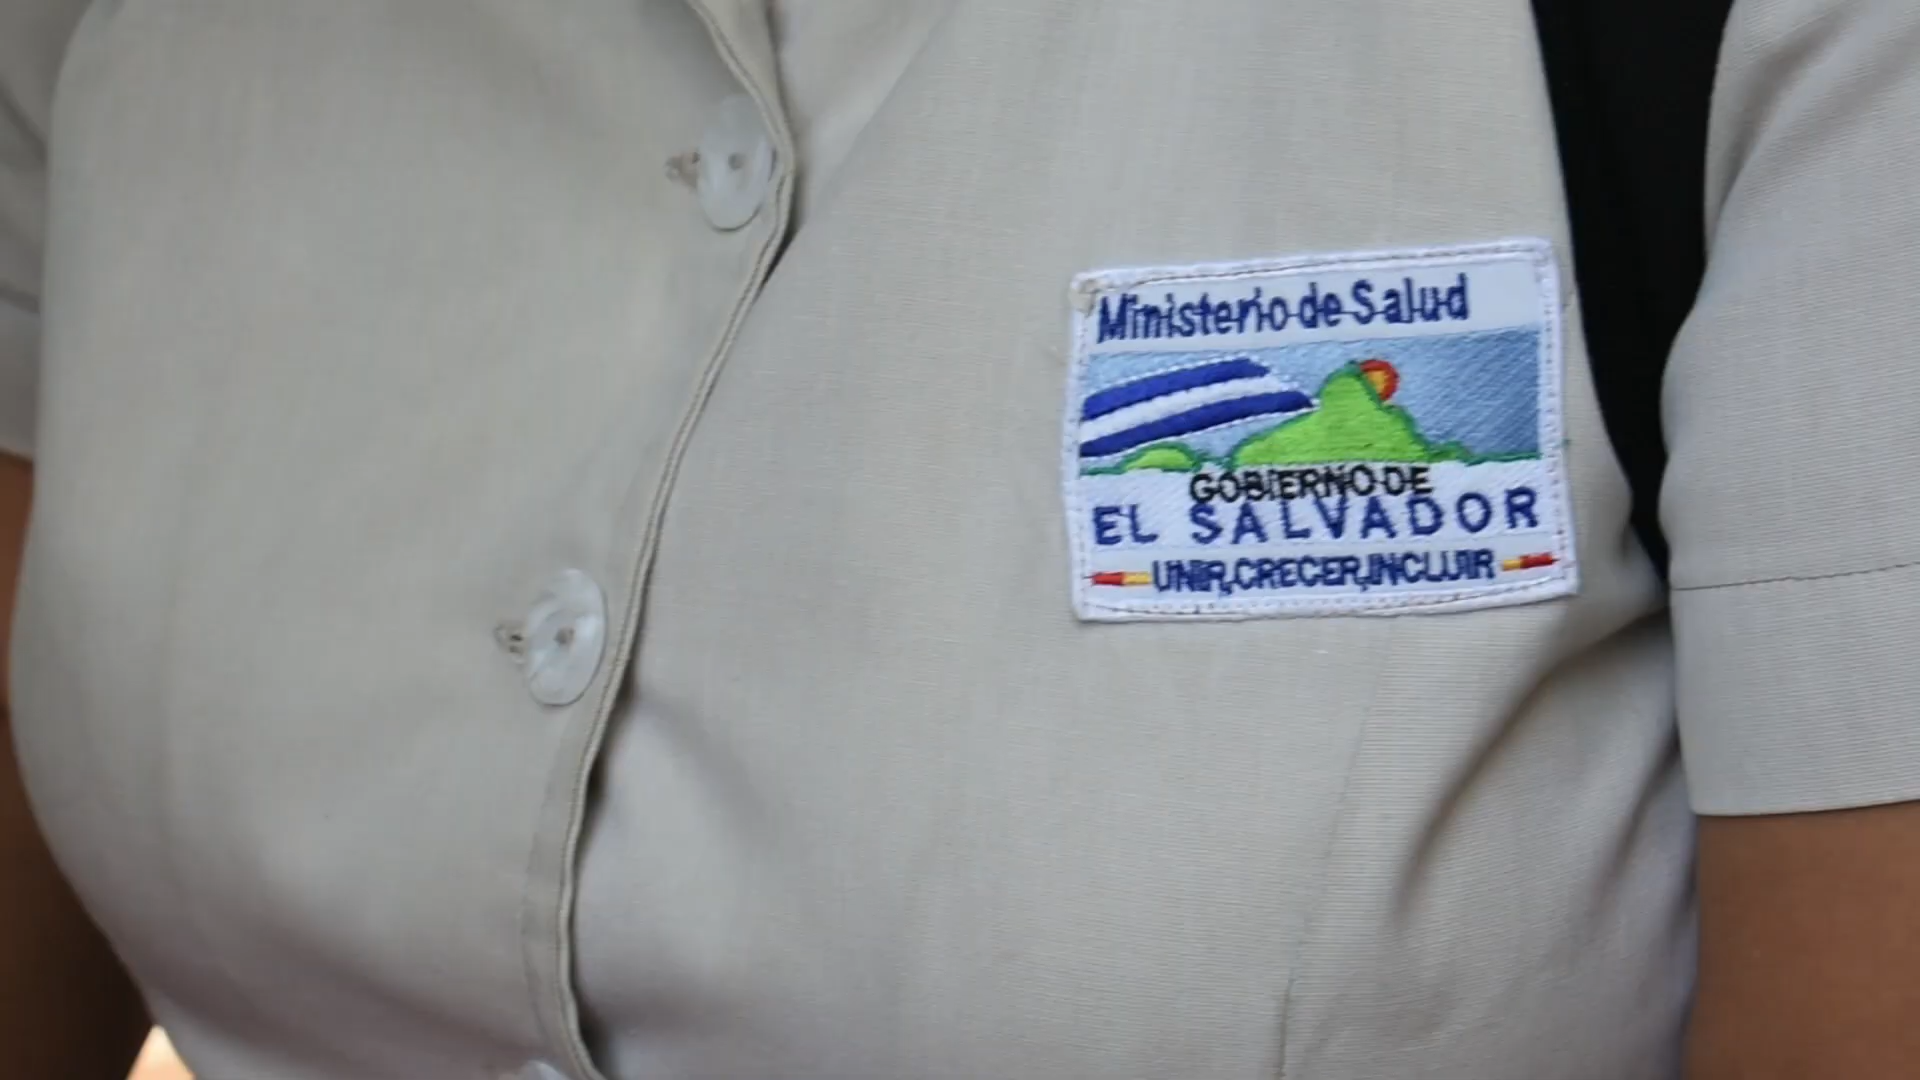 Ministerio de Salud
GOBIERNO DE
EL SALVADOR
UNIR, CRECER, INCLUIR